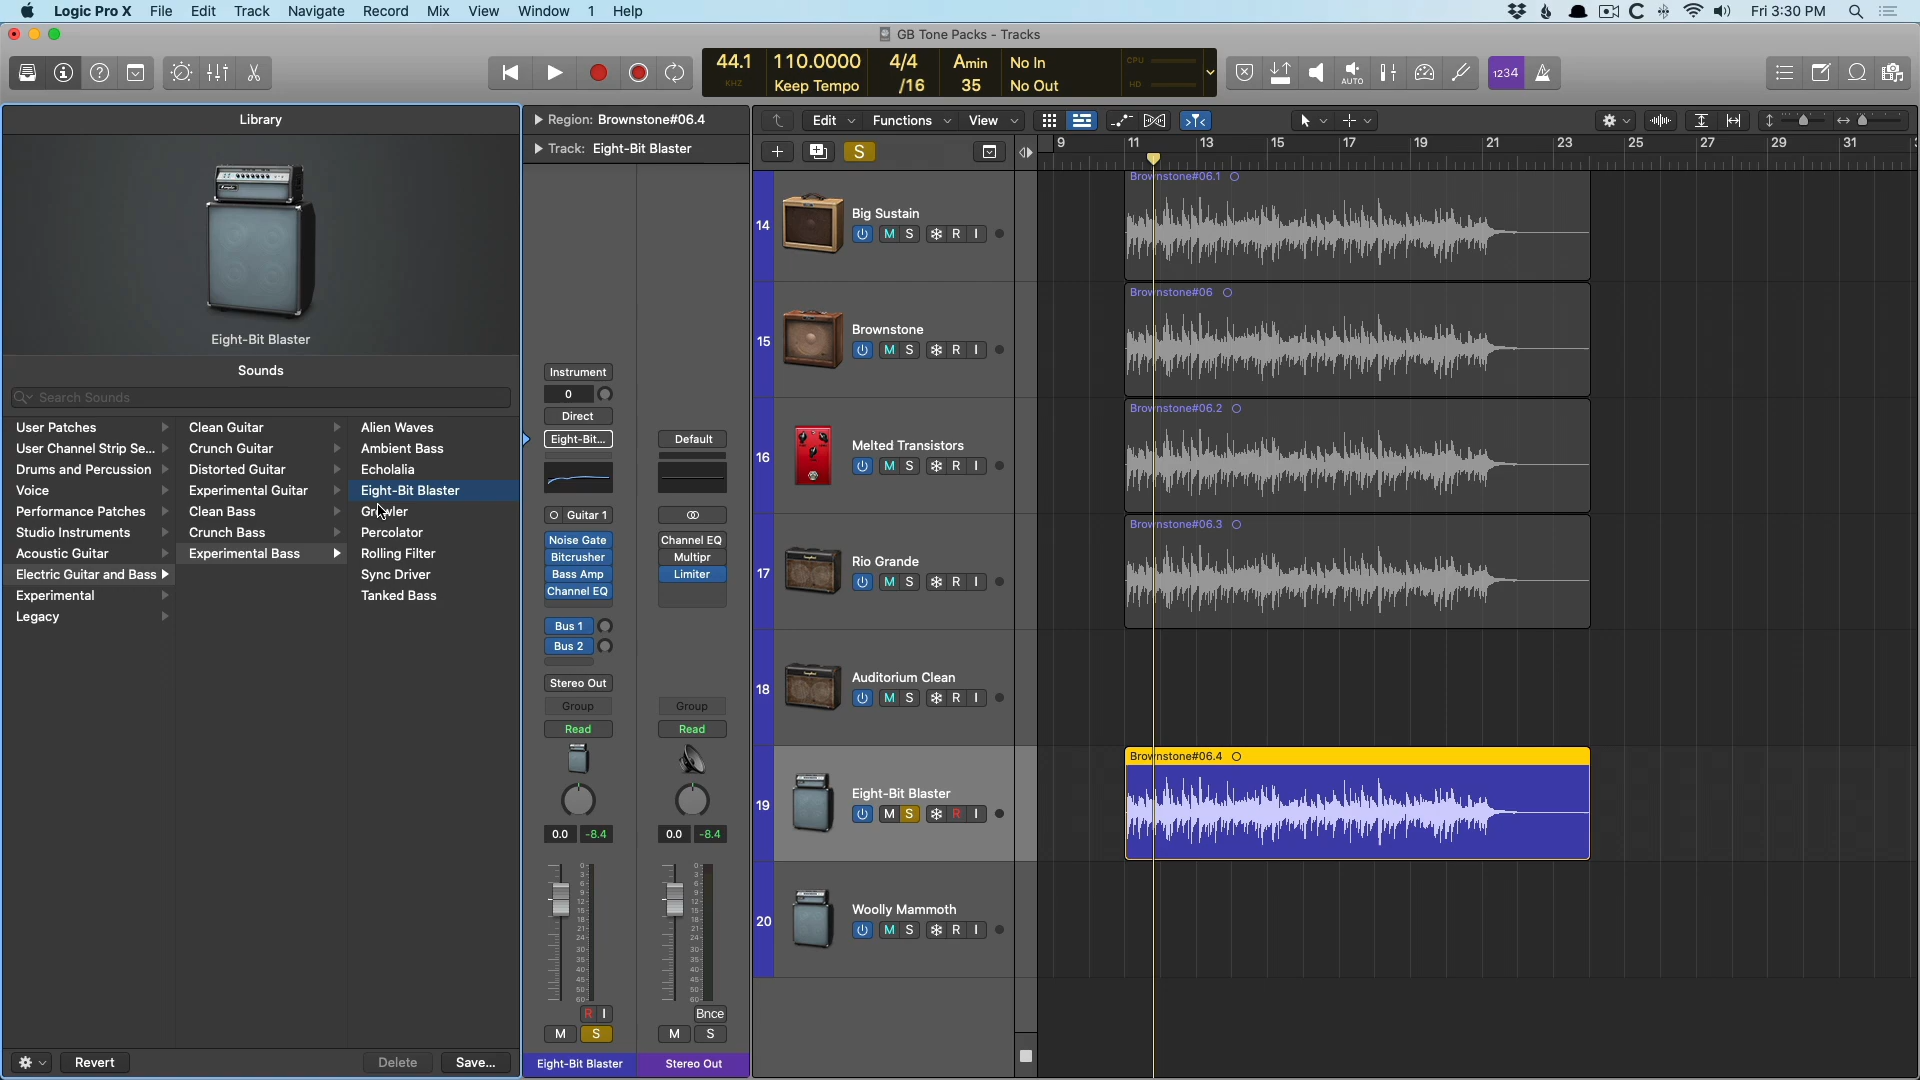 Logic Pro X File Edit Track Navigate Record Mix View Window 1 Help
Fri 3:30 PM
GB Tone Packs - Tracks
44.1 110.0000 4/4 Amin No In
KHZ Keep Tempo /16 35 No Out
CPU
HD
AUTO
1234
Library
Eight-Bit Blaster
Sounds
Search Sounds
User Patches
User Channel Strip Se...
Drums and Percussion
Voice
Performance Patches
Studio Instruments
Acoustic Guitar
Electric Guitar and Bass
Experimental
Legacy
Clean Guitar
Crunch Guitar
Distorted Guitar
Experimental Guitar
Clean Bass
Crunch Bass
Experimental Bass
Alien Waves
Ambient Bass
Echolalia
Eight-Bit Blaster
Growler
Percolator
Rolling Filter
Sync Driver
Tanked Bass
Revert
Delete
Save...
Region: Brownstone#06.4
Track: Eight-Bit Blaster
Instrument
0
Direct
Eight-Bit...
Guitar 1
Noise Gate
Bitcrusher
Bass Amp
Channel EQ
Bus 1
Bus 2
Stereo Out
Group
Read
0.0 -8.4
R I
M S
Eight-Bit Blaster
Default
Channel EQ
Multipr
Limiter
Group
Read
0.0 -8.4
Bnce
M S
Stereo Out
Edit Functions View
S
9 11 13 15 17 19 21 23 25 27 29 31
14 Big Sustain
M S R I
Brownstone#06.1
15 Brownstone
M S R I
Brownstone#06
16 Melted Transistors
M S R I
Brownstone#06.2
17 Rio Grande
M S R I
Brownstone#06.3
18 Auditorium Clean
M S R I
19 Eight-Bit Blaster
M S R I
Brownstone#06.4
20 Woolly Mammoth
M S R I